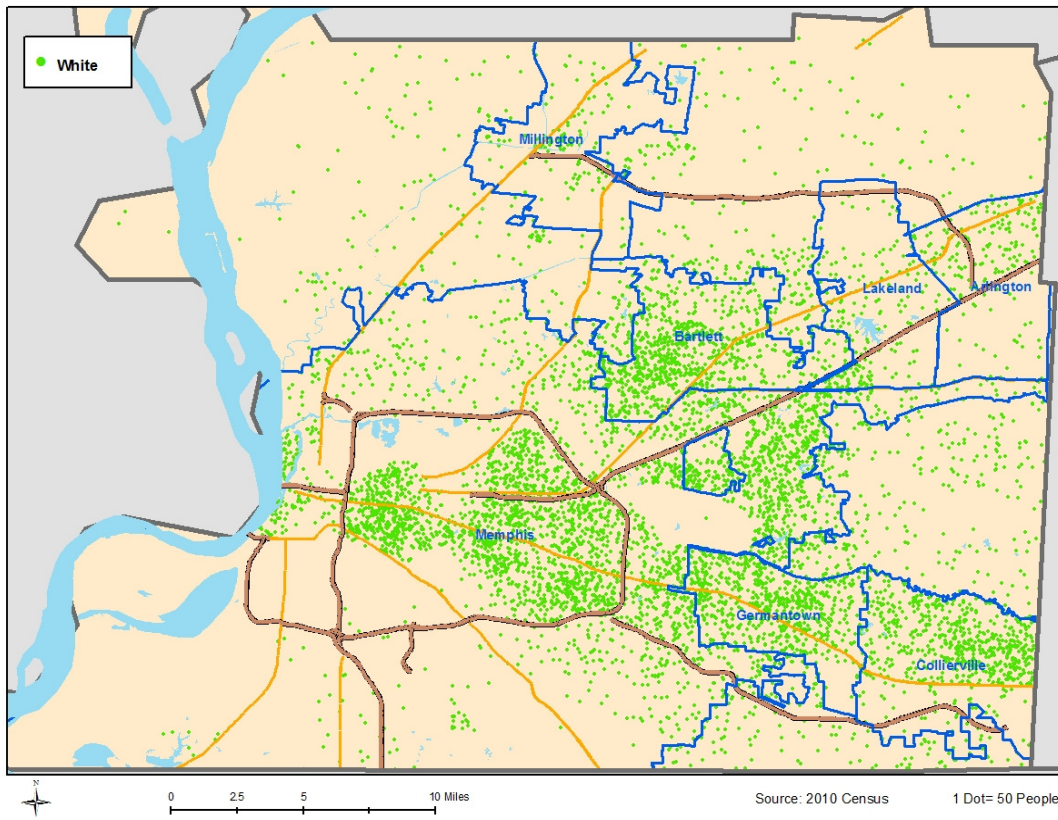 White
Millington
Lakeland
Arlington
Bartlett
Memphis
Germantown
Collierville
N
0 2.5 5 10 Miles
Source: 2010 Census 1 Dot= 50 People